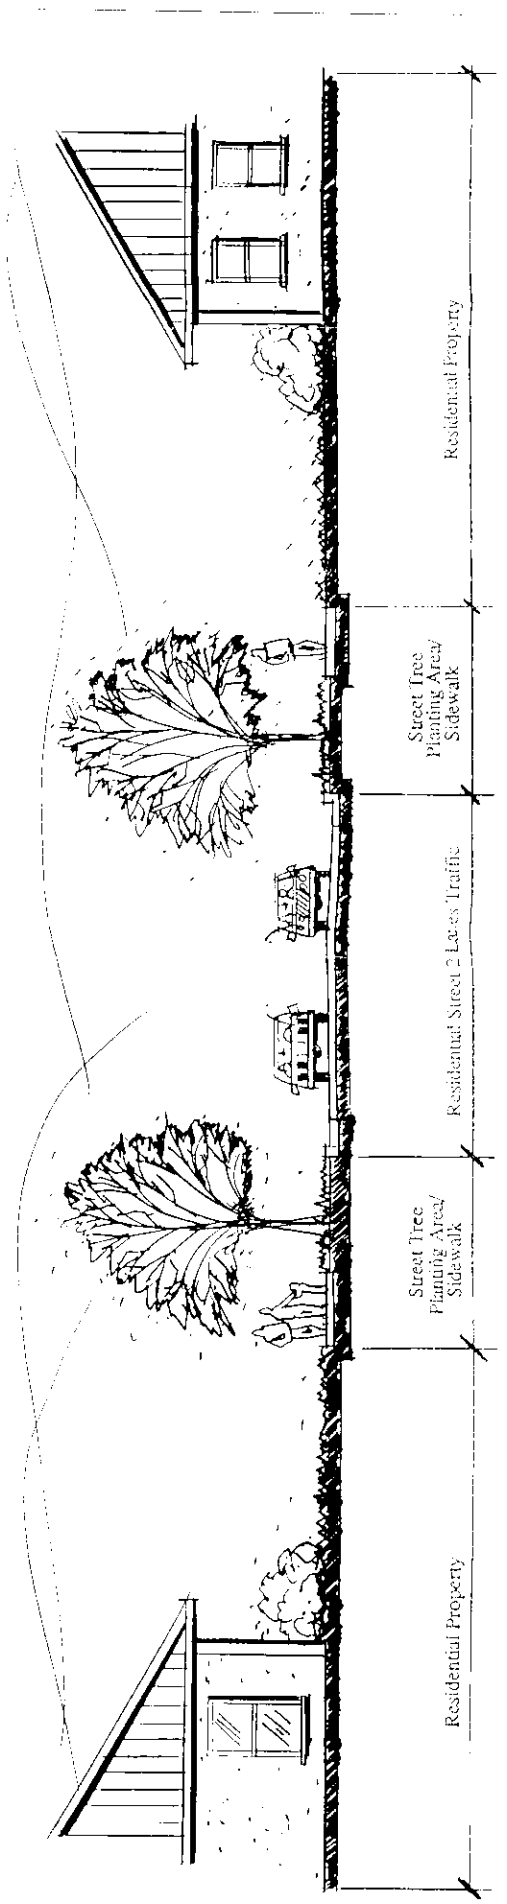 Residential Property
Street Tree
Planting Area/
Sidewalk
Residential Street 2 Lanes Traffic
Street Tree
Planting Area/
Sidewalk
Residential Property